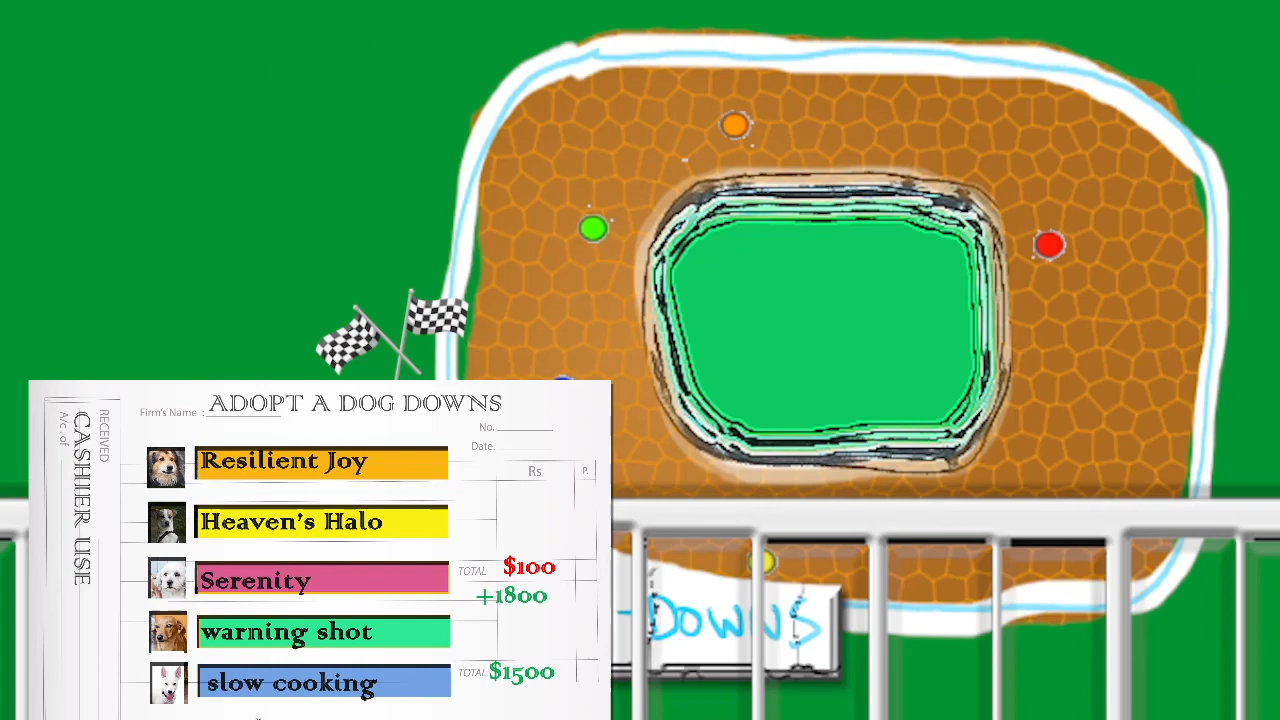 ADOPT A DOG DOWNS
Firm's Name :
No.
Date.
RECEIVED
A/c. of
CASHIER USE
Rs
P.
Resilient Joy
Heaven's Halo
Serenity
TOTAL $100
+1800
warning shot
slow cooking
TOTAL $1500
-DOWNS